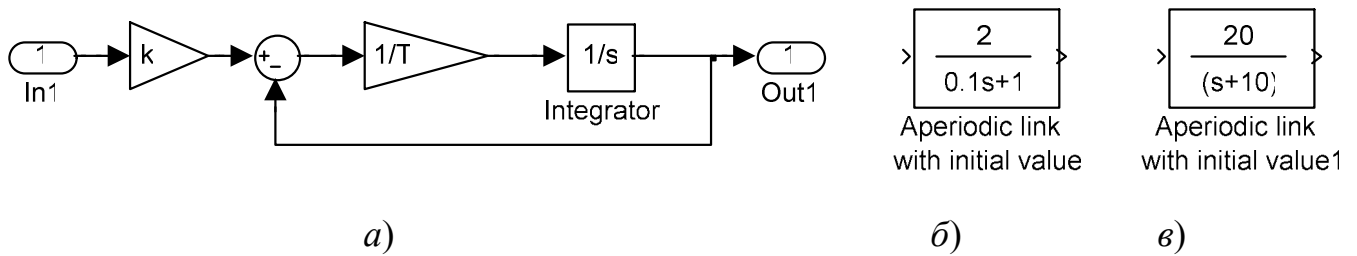 1
In1
k
+
-
1/T
1/s
Integrator
1
Out1
2
0.1s+1
Aperiodic link
with initial value
20
(s+10)
Aperiodic link
with initial value1
а)
б)
в)